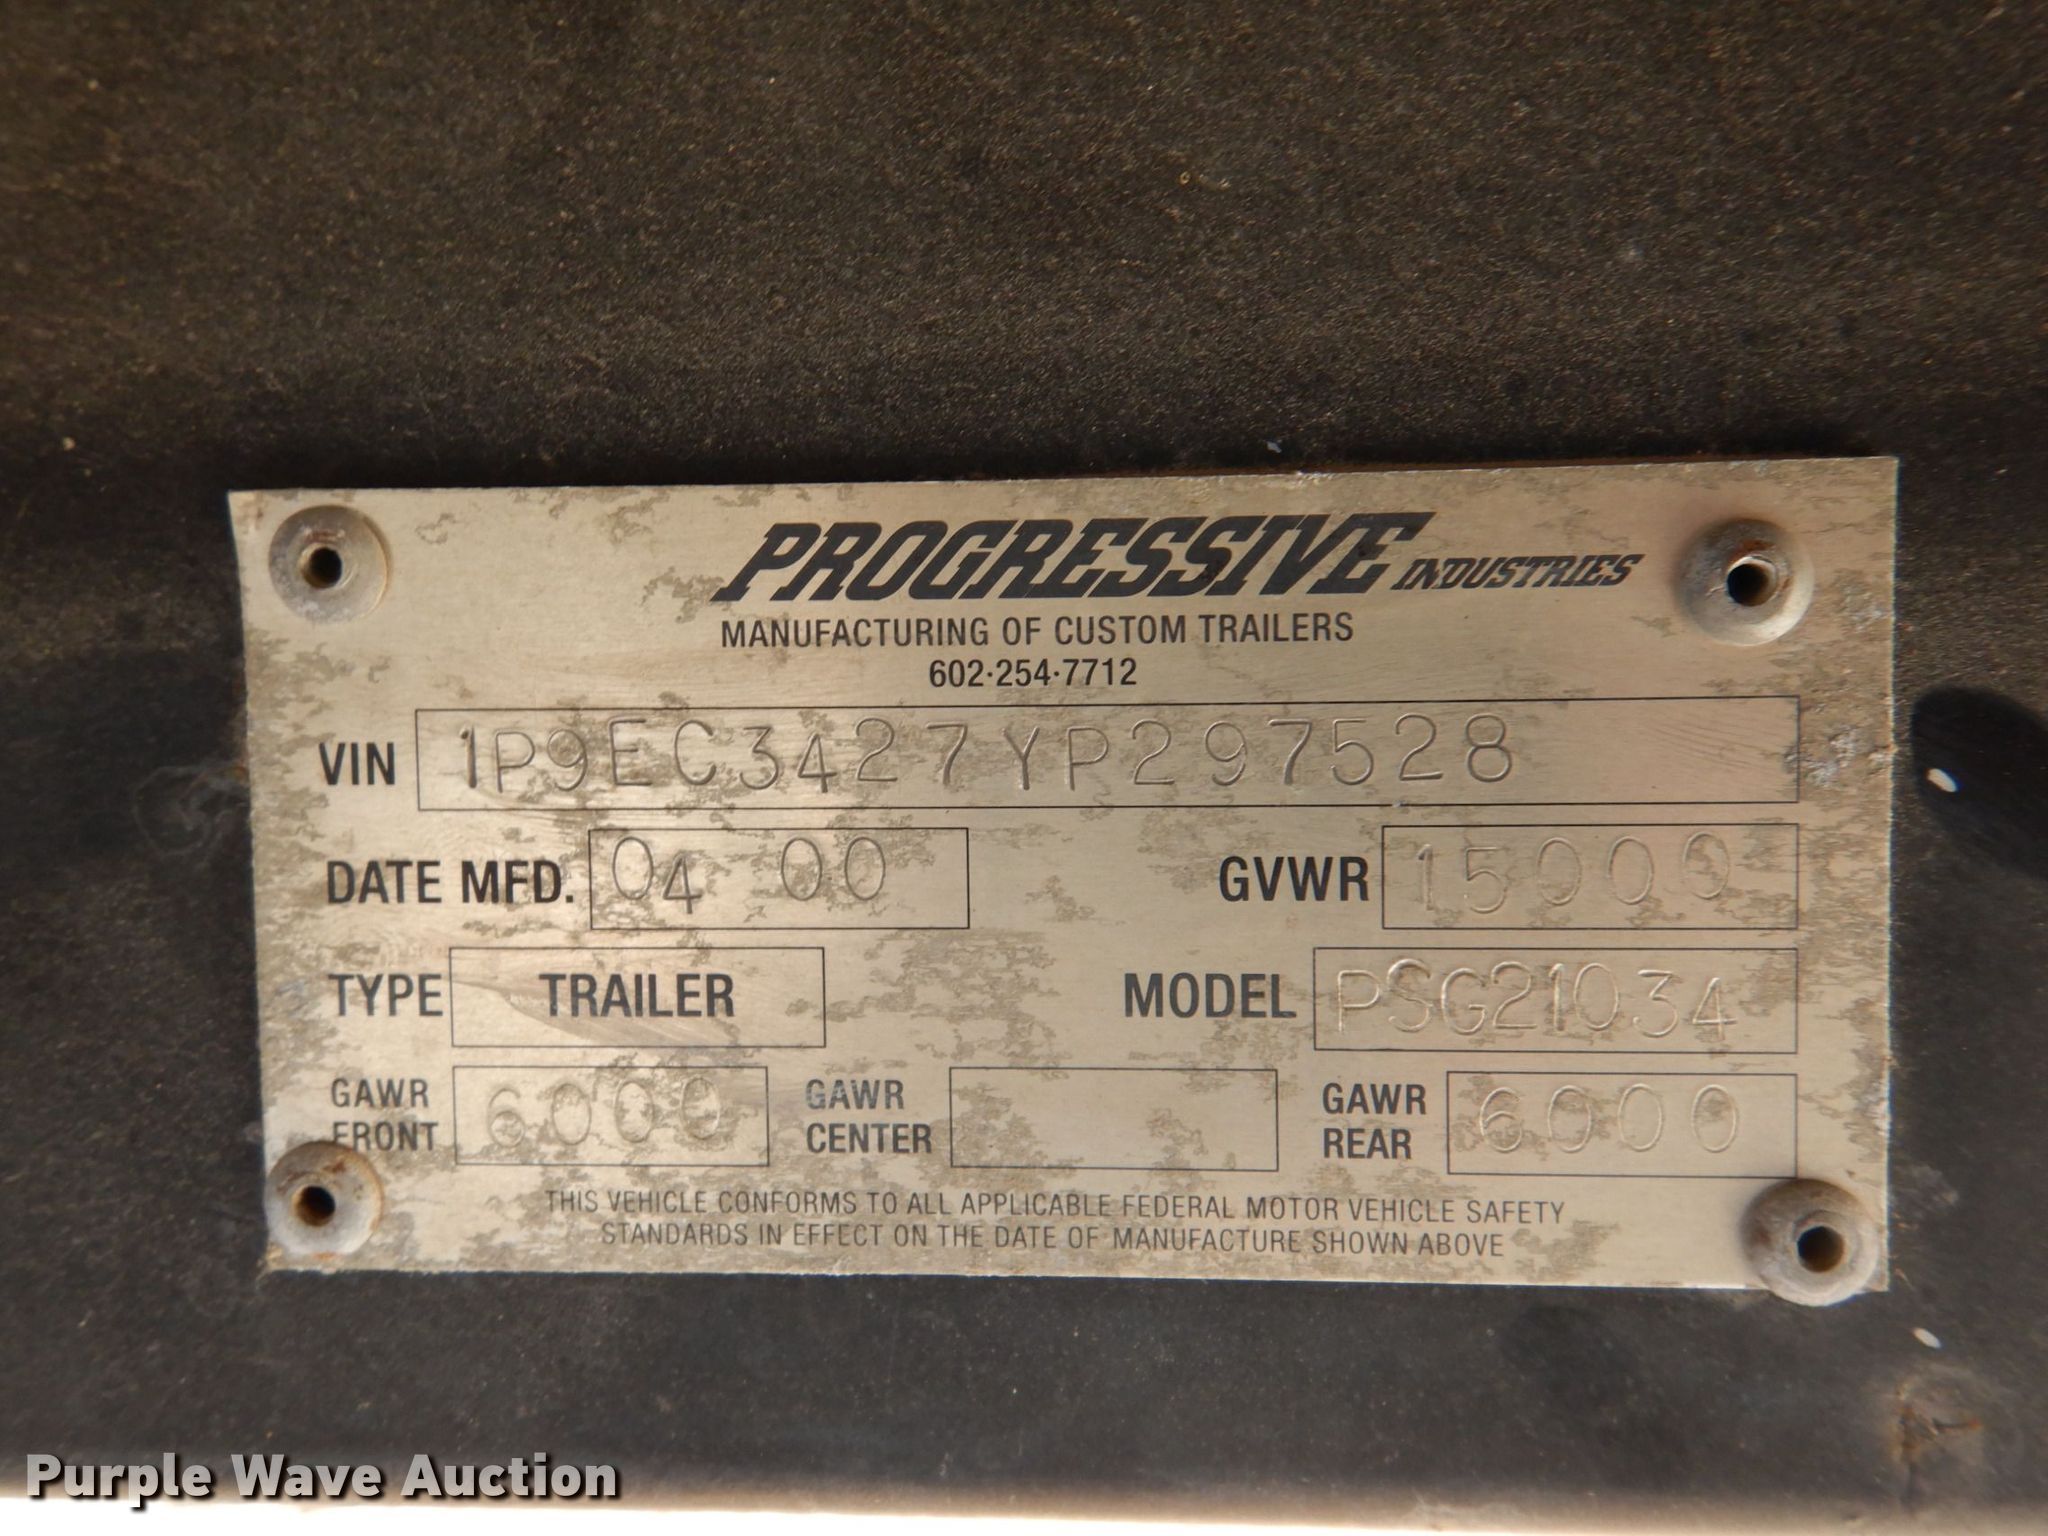 PROGRESSIVE INDUSTRIES
MANUFACTURING OF CUSTOM TRAILERS
602·254·7712
VIN 1P9EC3427YP297528
DATE MFD. 04 00 GVWR 15000
TYPE TRAILER MODEL PSG21034
GAWR FRONT 6000 GAWR CENTER GAWR REAR 6000
THIS VEHICLE CONFORMS TO ALL APPLICABLE FEDERAL MOTOR VEHICLE SAFETY
STANDARDS IN EFFECT ON THE DATE OF MANUFACTURE SHOWN ABOVE
Purple Wave Auction